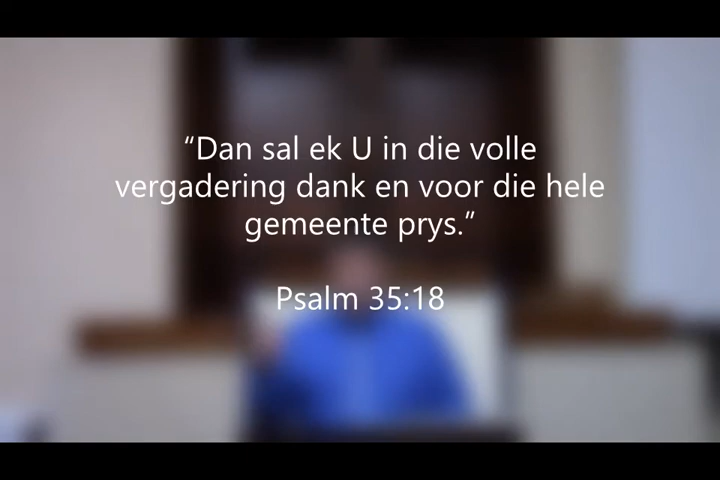 “Dan sal ek U in die volle
vergadering dank en voor die hele
gemeente prys.”
Psalm 35:18